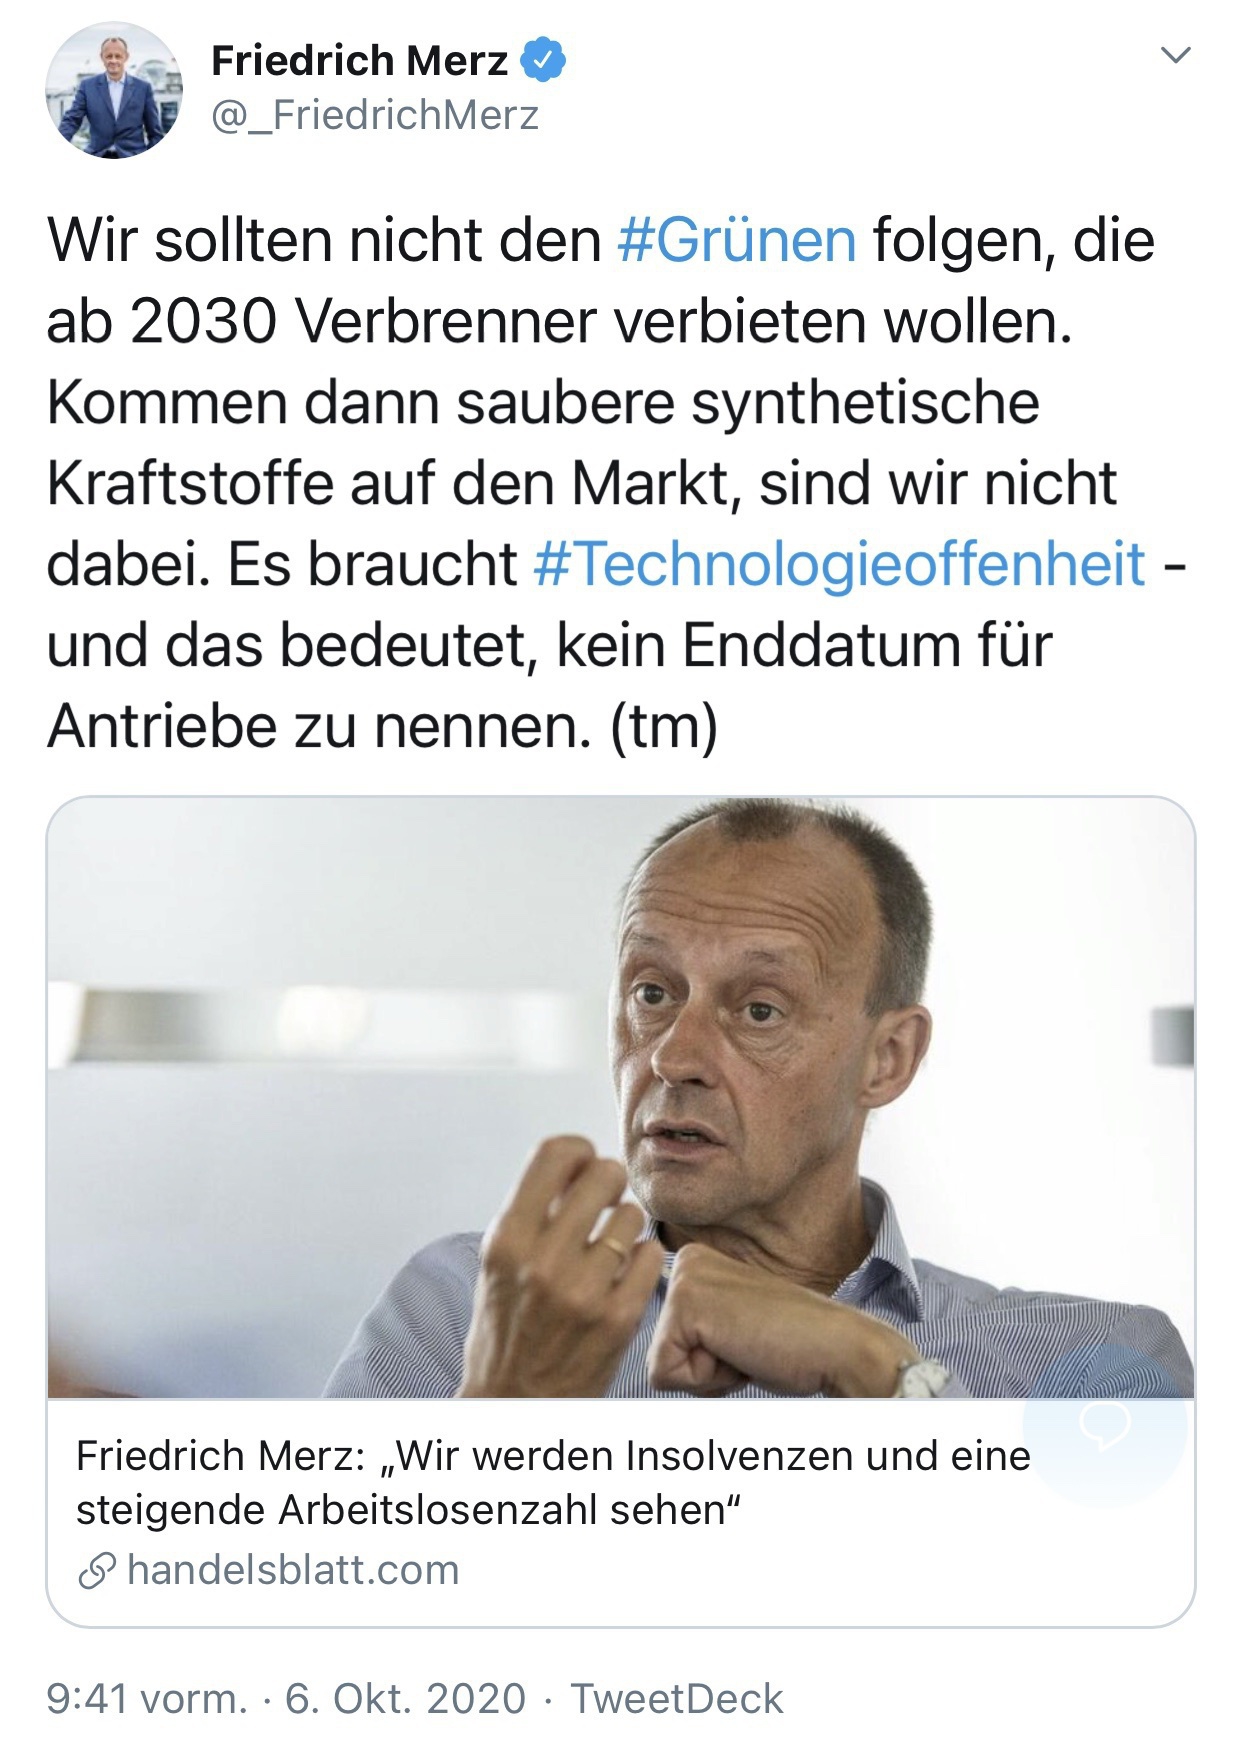 Friedrich Merz
@_FriedrichMerz
Wir sollten nicht den #Grünen folgen, die
ab 2030 Verbrenner verbieten wollen.
Kommen dann saubere synthetische
Kraftstoffe auf den Markt, sind wir nicht
dabei. Es braucht #Technologieoffenheit -
und das bedeutet, kein Enddatum für
Antriebe zu nennen. (tm)
Friedrich Merz: „Wir werden Insolvenzen und eine
steigende Arbeitslosenzahl sehen“
handelsblatt.com
9:41 vorm. · 6. Okt. 2020 · TweetDeck